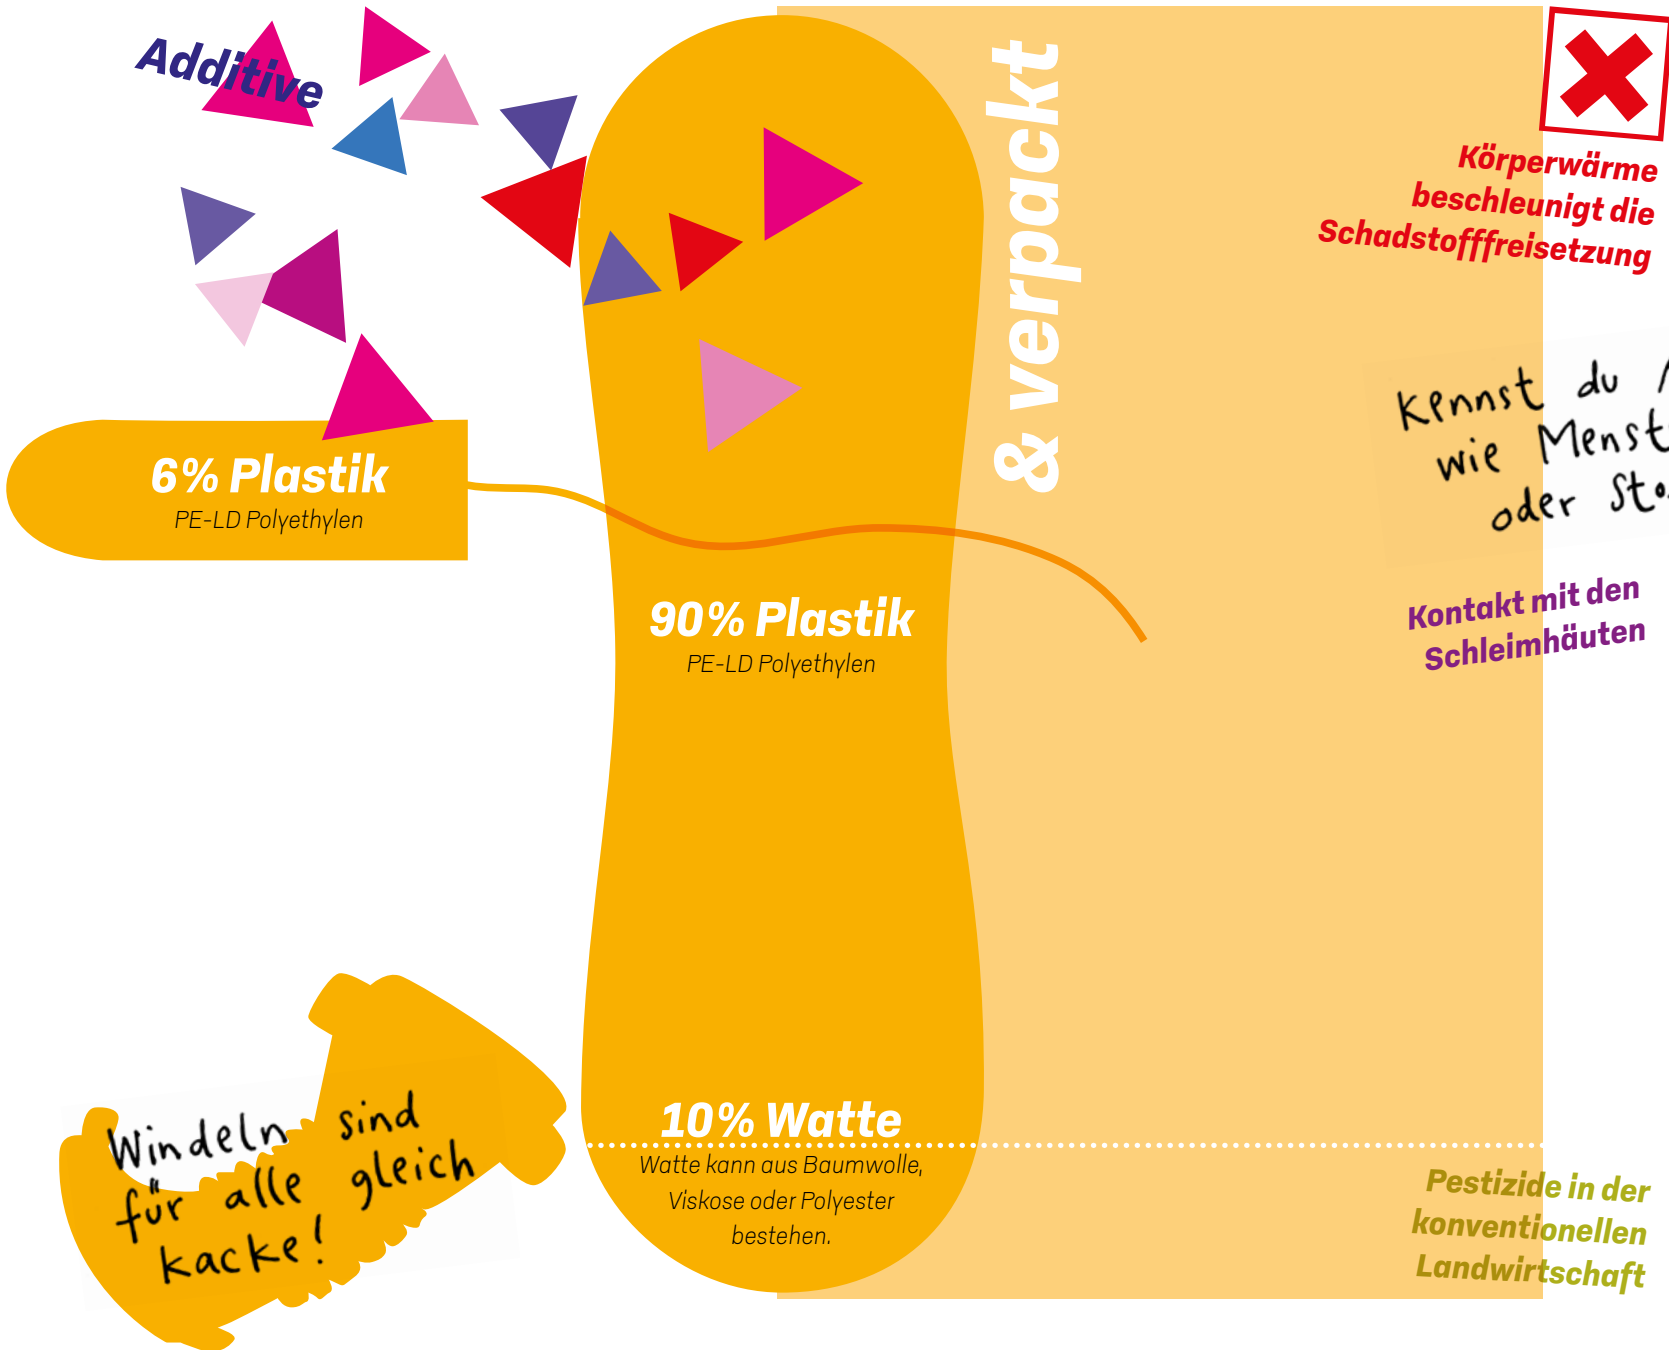 Additive
& verpackt
Körperwärme
beschleunigt die
Schadstofffreisetzung
Kennst du
wie
oder
6% Plastik
PE-LD Polyethylen
90% Plastik
PE-LD Polyethylen
Kontakt mit den
Schleimhäuten
Windeln sind
für alle gleich
kacke!
10% Watte
Watte kann aus Baumwolle,
Viskose oder Polyester
bestehen.
Pestizide in der
konventionellen
Landwirtschaft